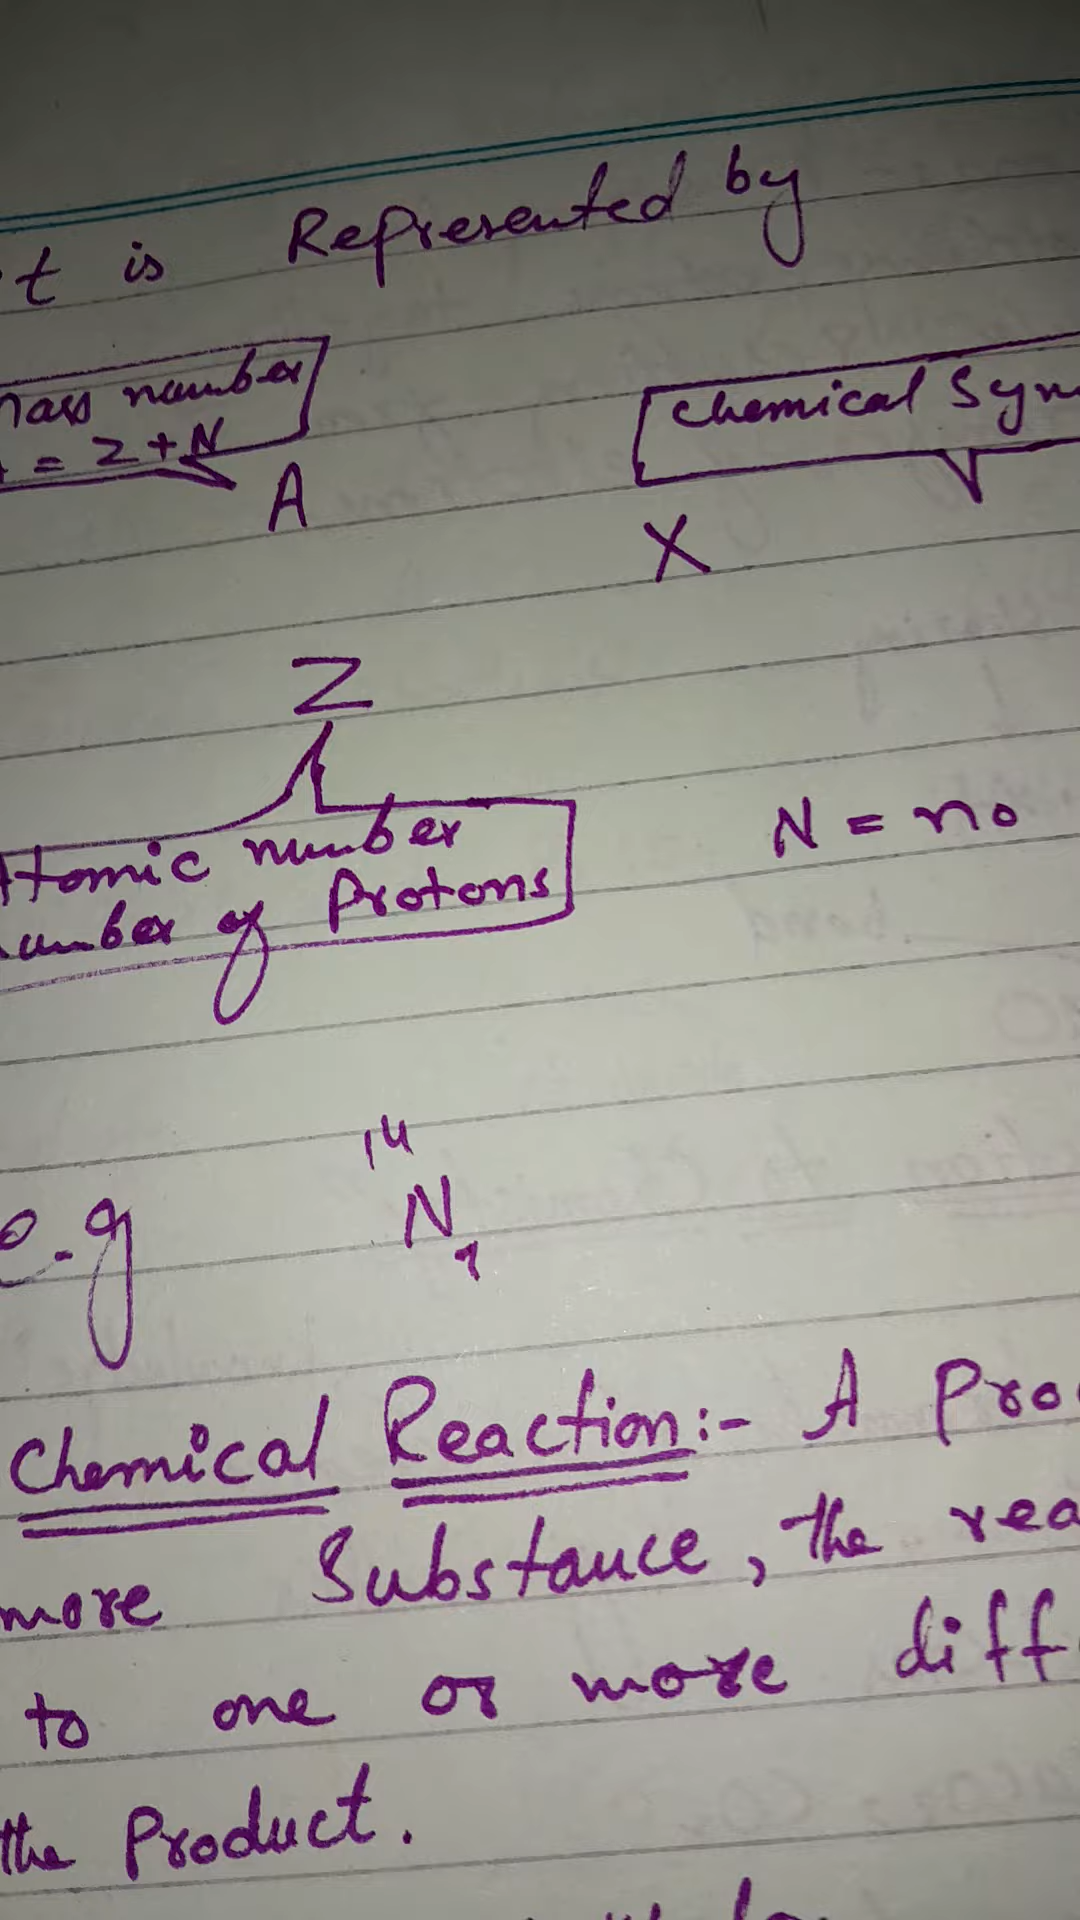 t is Represented by
Mass number
= Z + N
A
Chemical Sym
X
Z
Atomic number
number of Protons
N = no
14
e.g N
7
Chemical Reaction:- A Pro
more Substance, the rea
to one or more diff
the Product.